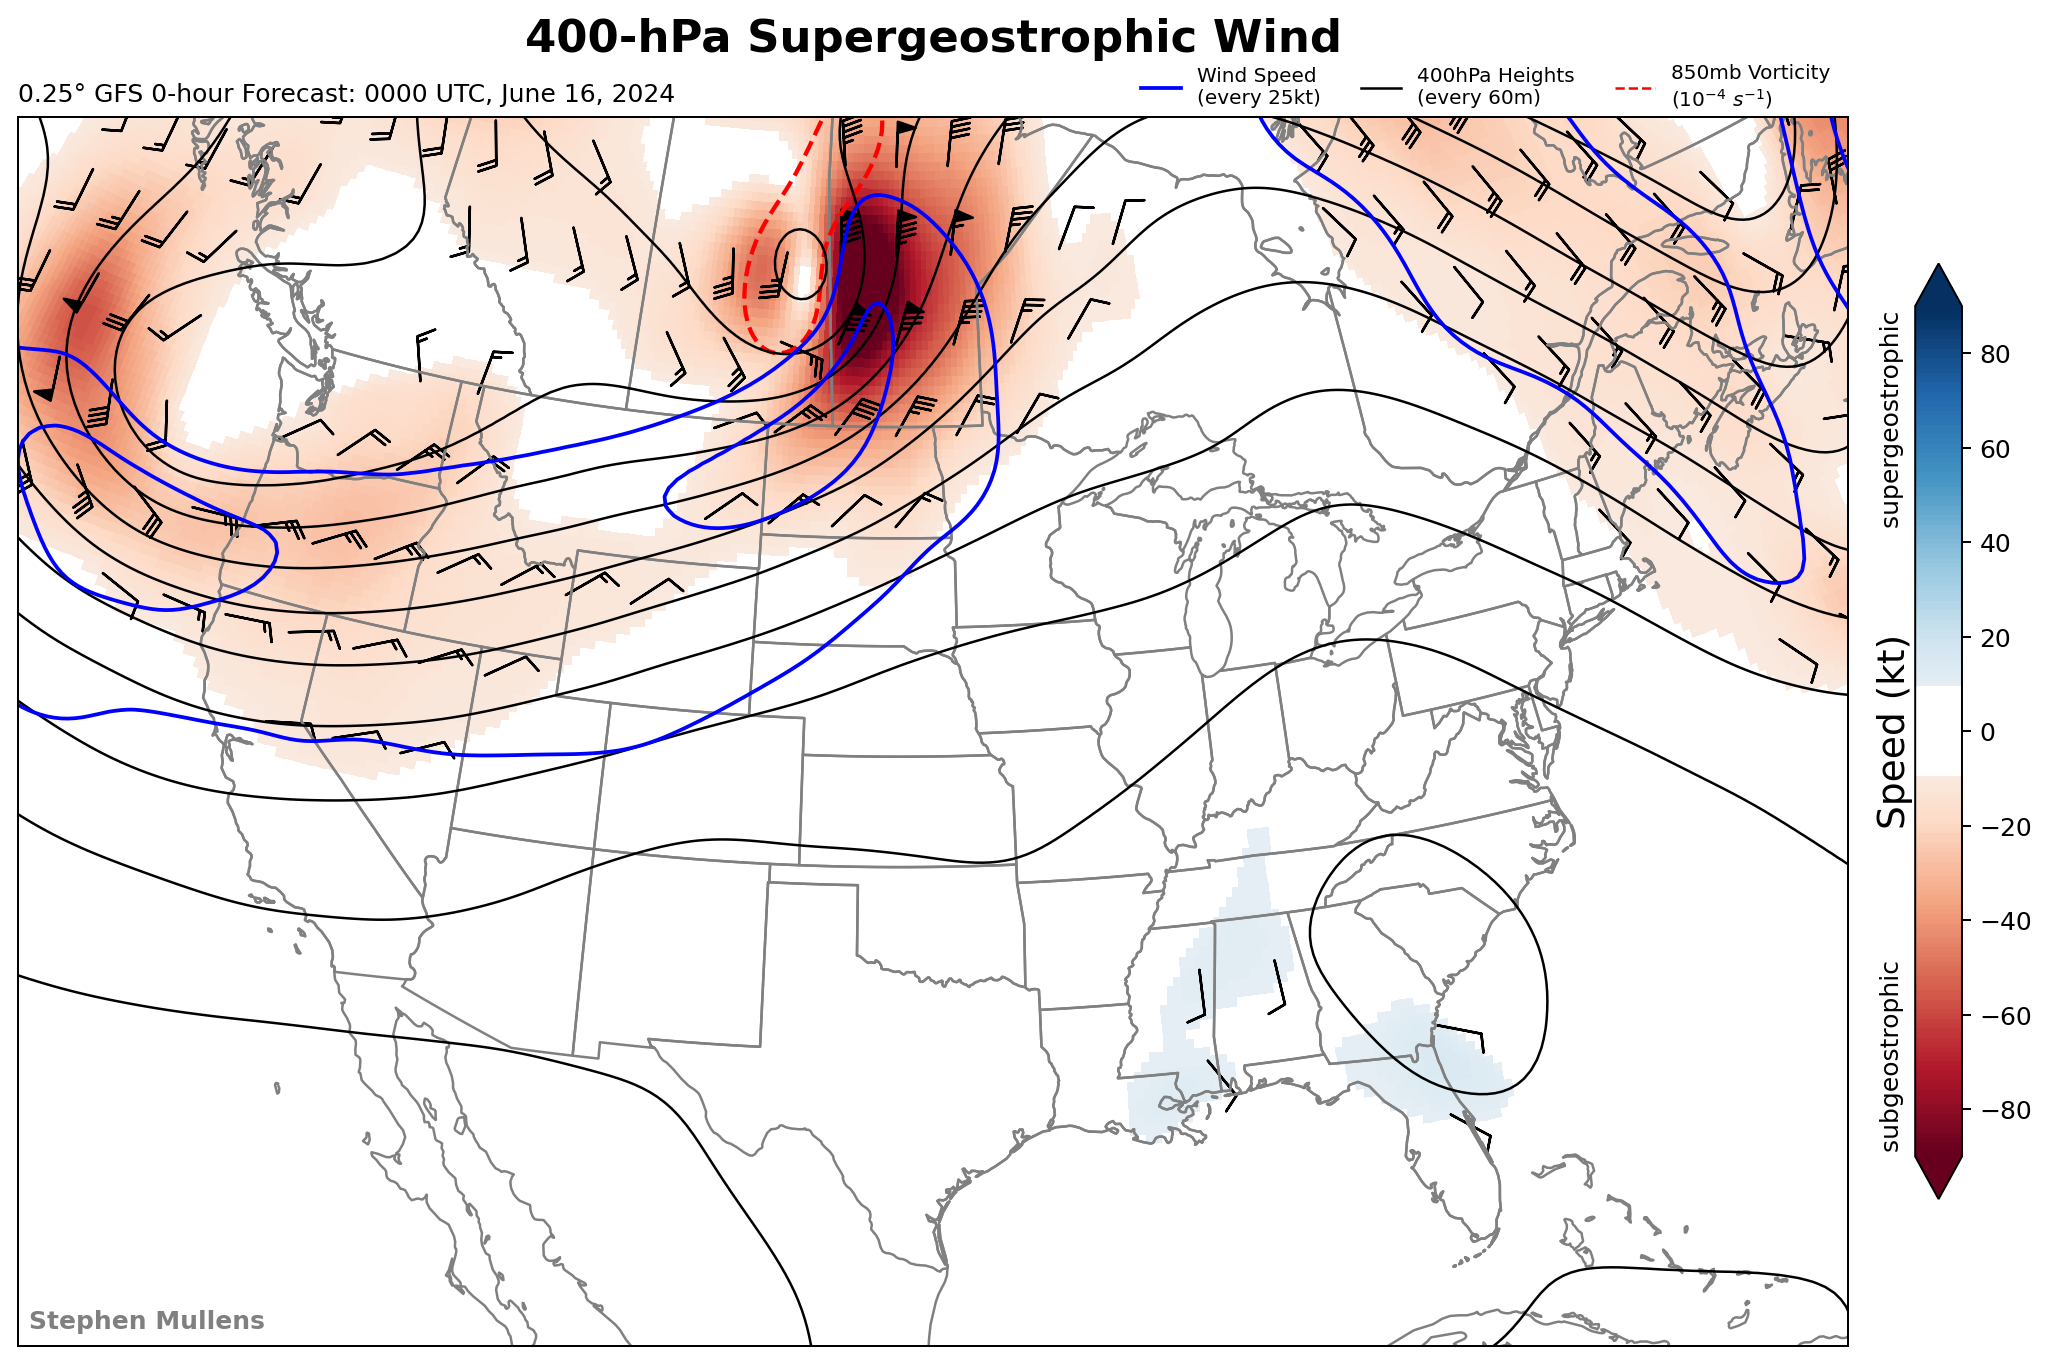 400-hPa Supergeostrophic Wind
0.25° GFS 0-hour Forecast: 0000 UTC, June 16, 2024
Wind Speed
(every 25kt)
400hPa Heights
(every 60m)
850mb Vorticity
(10⁻⁴ s⁻¹)
supergeostrophic
subgeostrophic
Speed (kt)
80
60
40
20
0
−20
−40
−60
−80
Stephen Mullens